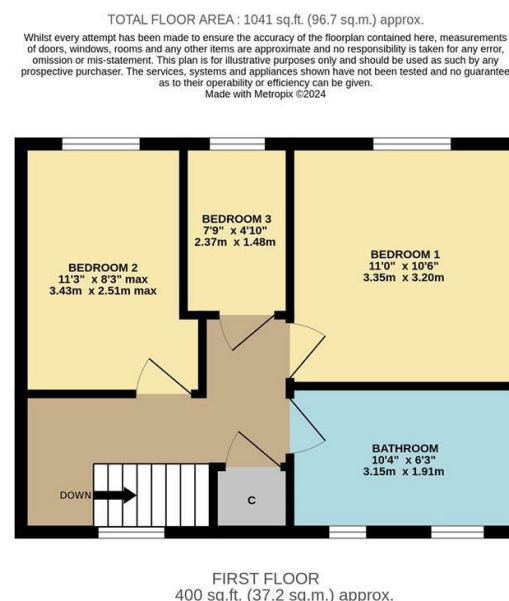 TOTAL FLOOR AREA : 1041 sq.ft. (96.7 sq.m.) approx.
Whilst every attempt has been made to ensure the accuracy of the floorplan contained here, measurements
of doors, windows, rooms and any other items are approximate and no responsibility is taken for any error,
omission or mis-statement. This plan is for illustrative purposes only and should be used as such by any
prospective purchaser. The services, systems and appliances shown have not been tested and no guarantee
as to their operability or efficiency can be given.
Made with Metropix ©2024
BEDROOM 3
7'9" x 4'10"
2.37m x 1.48m
BEDROOM 1
11'0" x 10'6"
3.35m x 3.20m
BEDROOM 2
11'3" x 8'3" max
3.43m x 2.51m max
BATHROOM
10'4" x 6'3"
3.15m x 1.91m
DOWN
C
FIRST FLOOR
400 sq.ft. (37.2 sq.m.) approx.